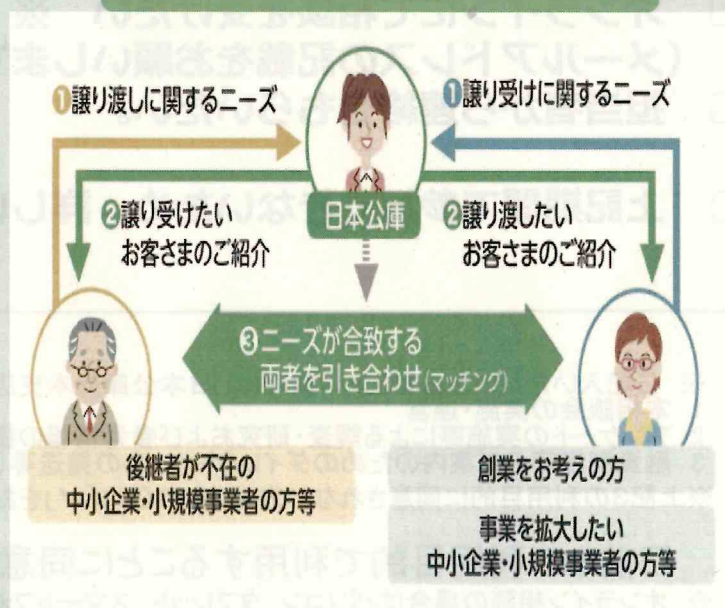 ❶譲り渡しに関するニーズ
❶譲り受けに関するニーズ
日本公庫
❷譲り受けたい
お客さまのご紹介
❷譲り渡したい
お客さまのご紹介
❸ニーズが合致する
両者を引き合わせ(マッチング)
後継者が不在の
中小企業・小規模事業者の方等
創業をお考えの方
事業を拡大したい
中小企業・小規模事業者の方等